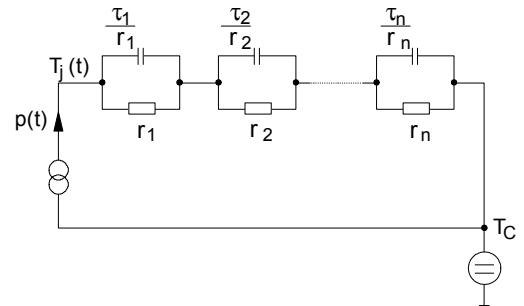 τ1 τ2 τn
r1 r2 rn
Tj (t)
r1 r2 rn
p(t)
TC